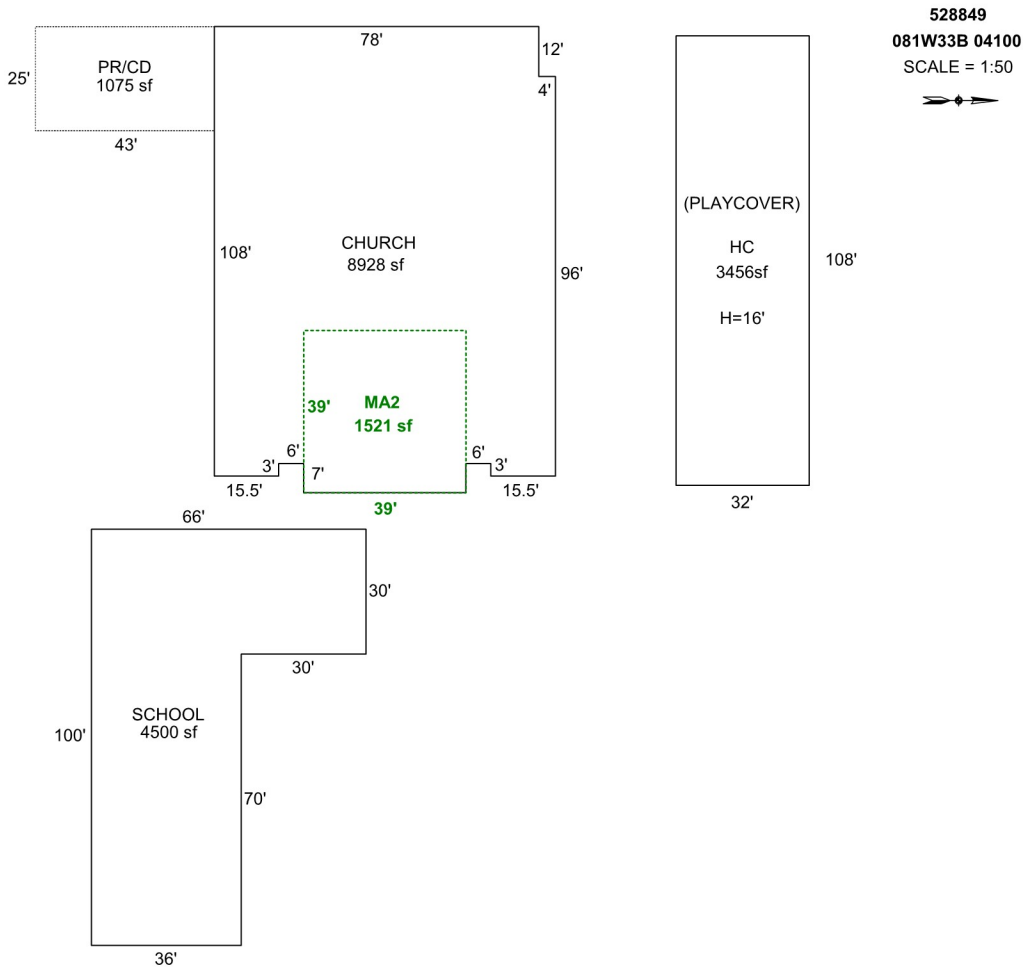 528849
081W33B 04100
SCALE = 1:50
78'
12'
4'
PR/CD
1075 sf
25'
43'
108'
CHURCH
8928 sf
96'
(PLAYCOVER)
HC
3456sf
H=16'
108'
32'
39'
MA2
1521 sf
6'
3'
7'
6'
3'
15.5'
15.5'
39'
66'
30'
30'
SCHOOL
4500 sf
100'
70'
36'